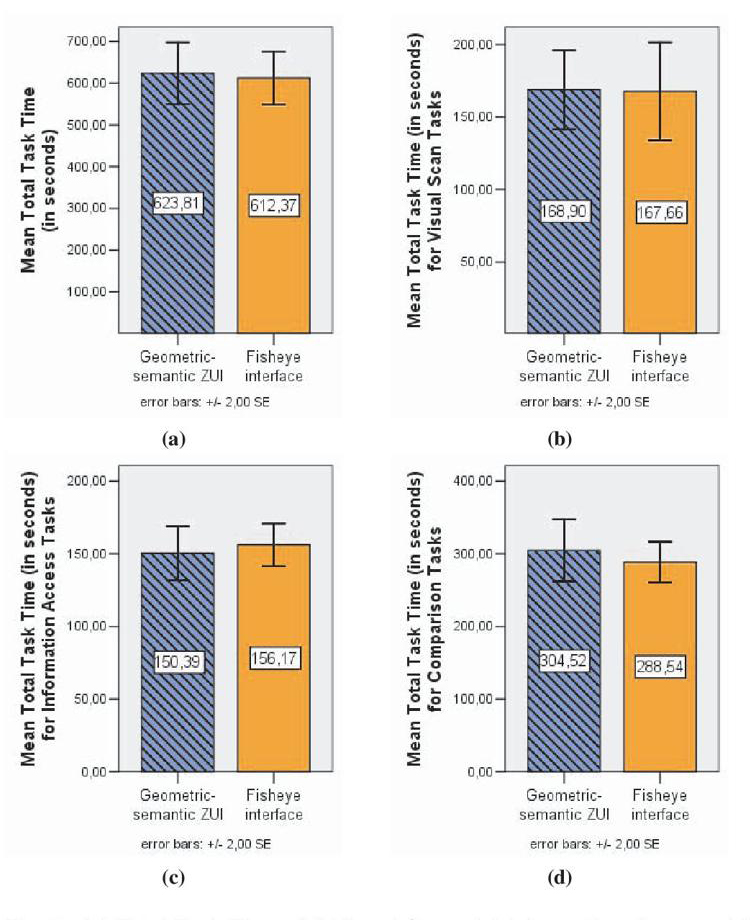 Mean Total Task Time
(in seconds)
700,00
600,00
500,00
400,00
300,00
200,00
100,00
623,81
612,37
Geometric-
semantic ZUI
Fisheye
interface
error bars: +/- 2,00 SE
(a)
Mean Total Task Time (in seconds)
for Visual Scan Tasks
200,00
150,00
100,00
50,00
168,90
167,66
Geometric-
semantic ZUI
Fisheye
interface
error bars: +/- 2,00 SE
(b)
Mean Total Task Time (in seconds)
for Information Access Tasks
200,00
150,00
100,00
50,00
0,00
150,39
156,17
Geometric-
semantic ZUI
Fisheye
interface
error bars: +/- 2,00 SE
(c)
Mean Total Task Time (in seconds)
for Comparison Tasks
400,00
300,00
200,00
100,00
0,00
304,52
288,54
Geometric-
semantic ZUI
Fisheye
interface
error bars: +/- 2,00 SE
(d)